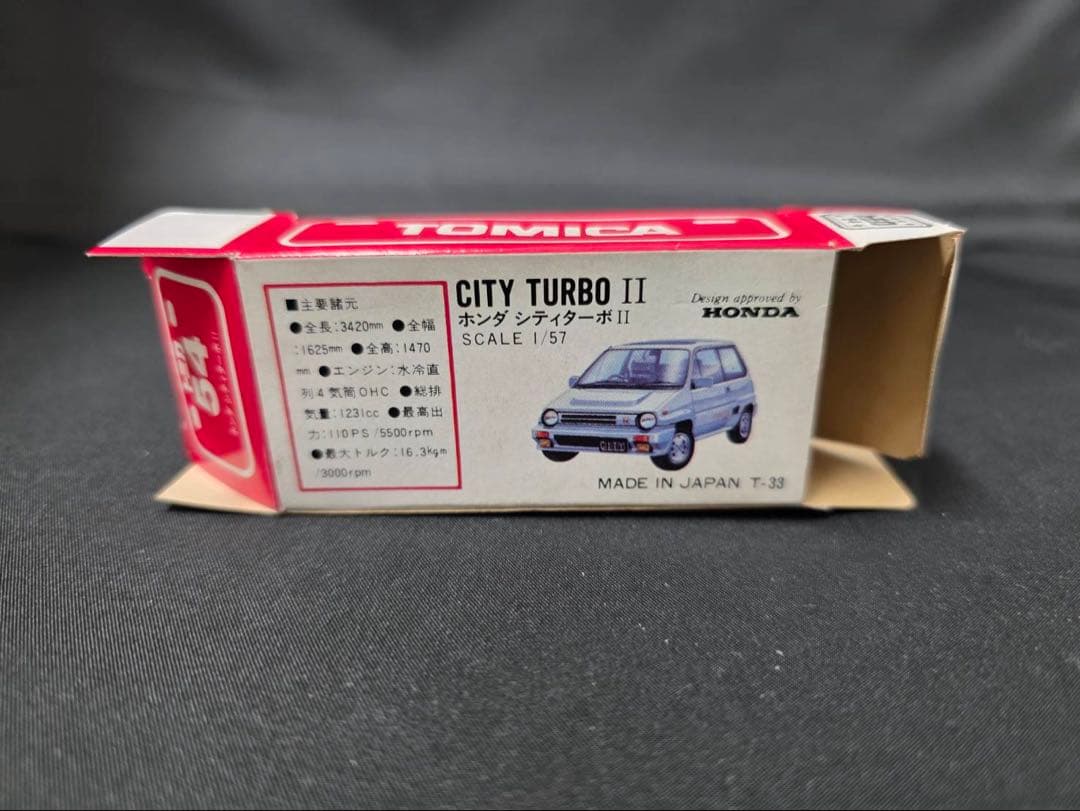 TOMICA
64
■主要諸元
●全長:3420mm ●全幅
:1625mm ●全高:1470
mm ●エンジン:水冷直
列4気筒OHC ●総排
気量:1231cc ●最高出
力:110PS/5500rpm
●最大トルク:16.3kgm
/3000rpm
CITY TURBO II
ホンダ シティターボII
SCALE 1/57
Design approved by
HONDA
CITY
MADE IN JAPAN T-33